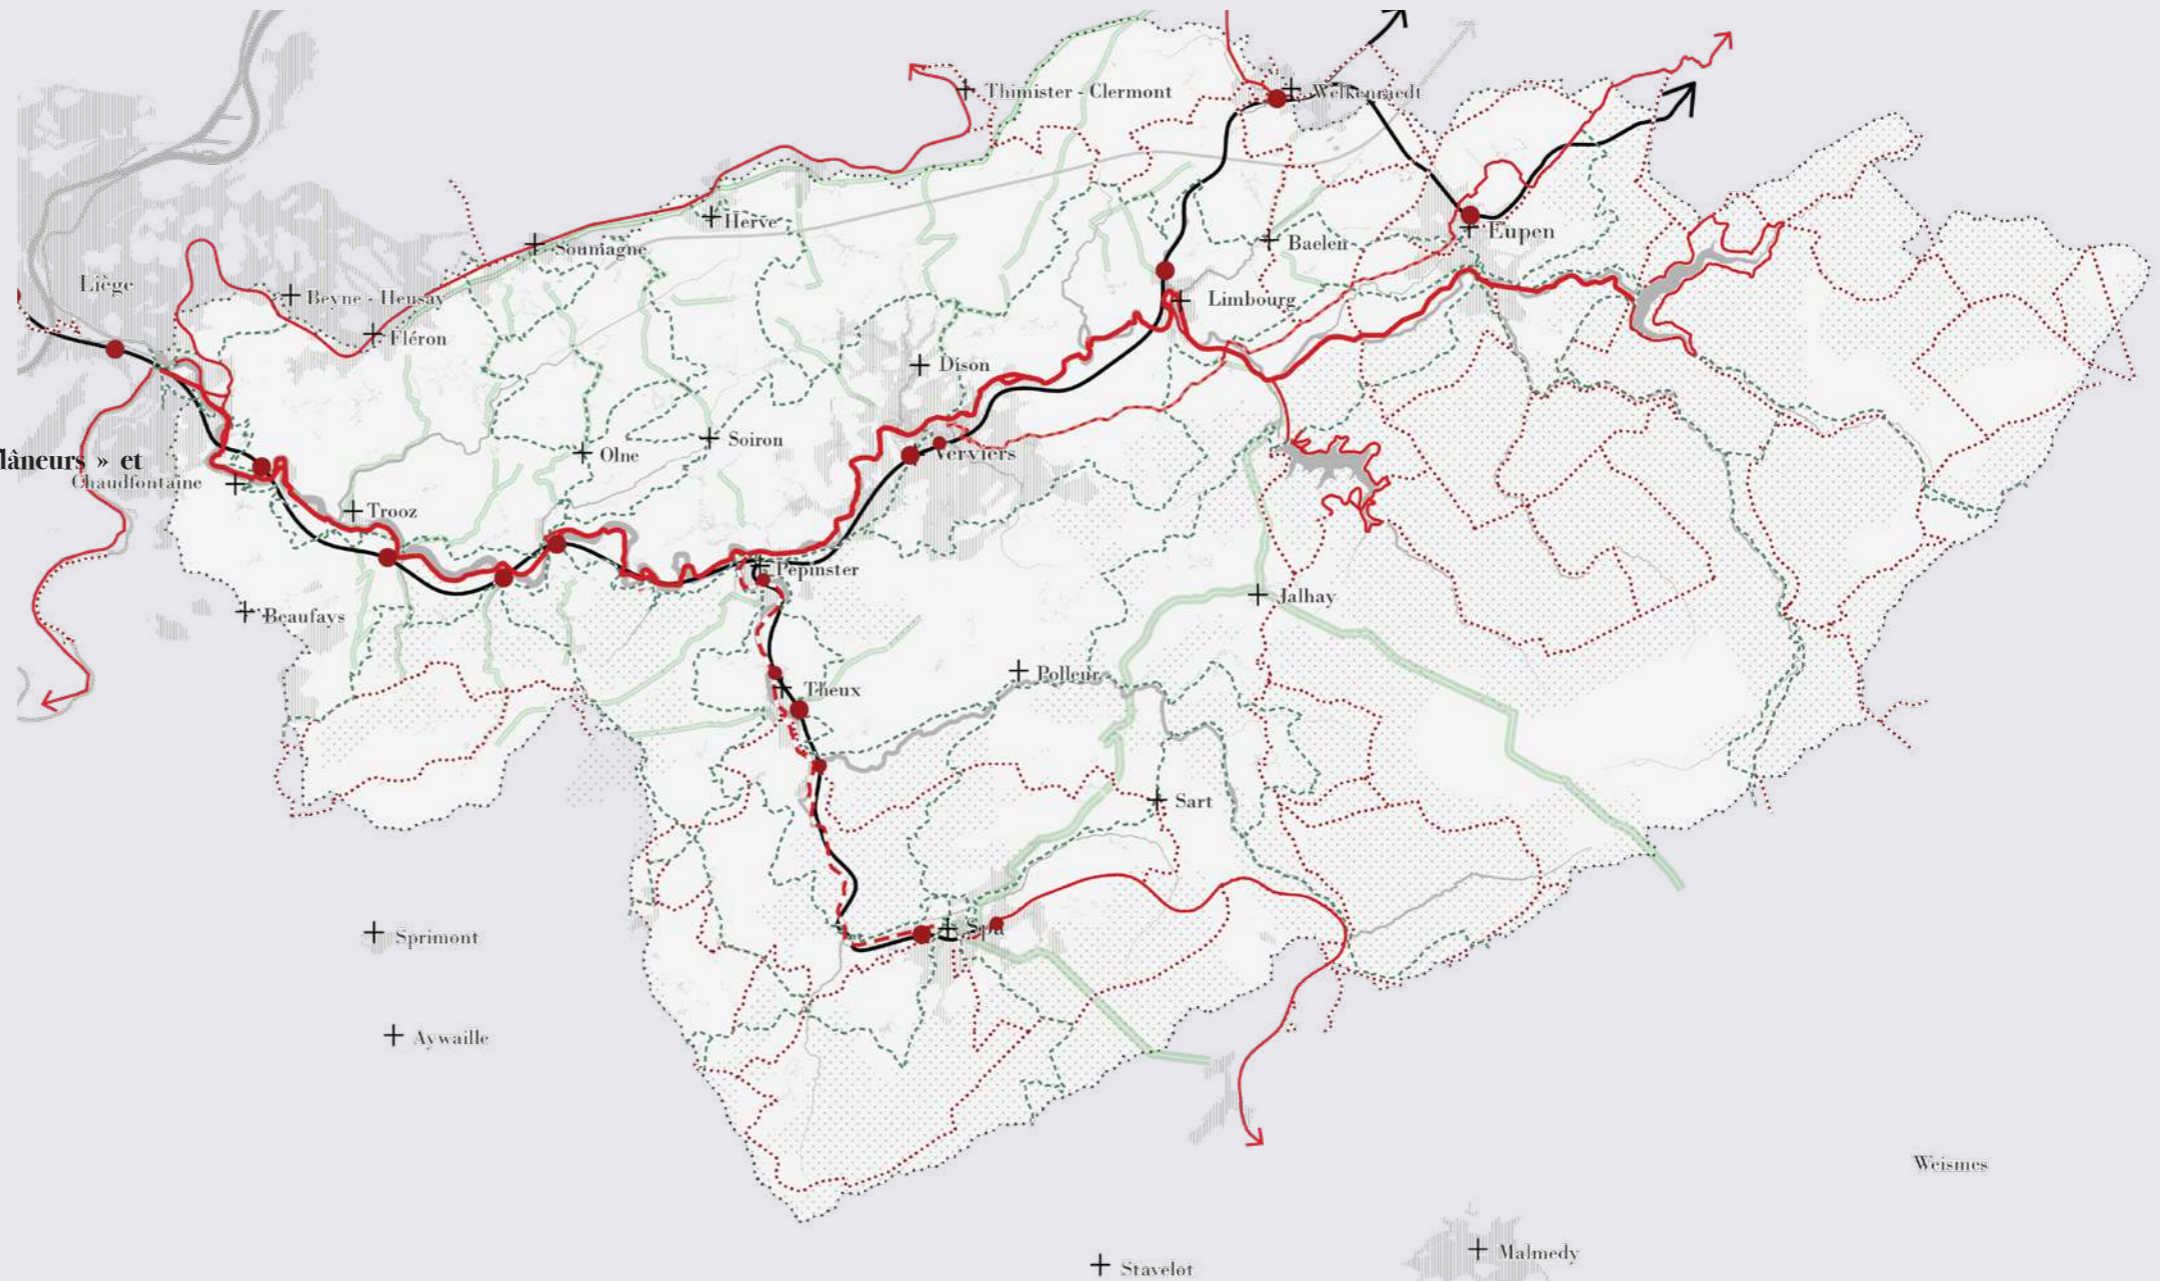 Thimister - Clermont
Welkenraedt
Herve
Eupen
Soumagne
Baelen
Liège
Beyne - Heusay
Limbourg
Fléron
Dison
Soiron
Olne
Verviers
lâneurs » et
Chaudfontaine
Trooz
Pepinster
Jalhay
Beaufays
Polleur
Theux
Sart
Spa
Sprimont
Aywaille
Weismes
Malmedy
Stavelot